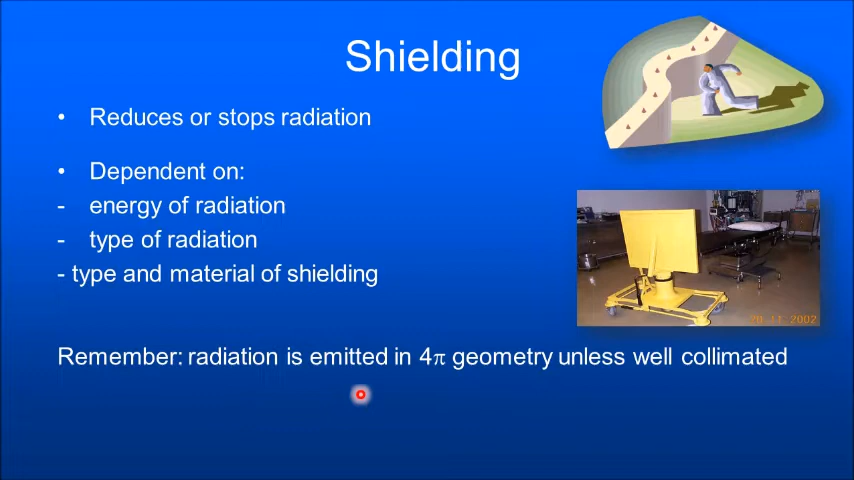 Shielding
• Reduces or stops radiation
• Dependent on:
- energy of radiation
- type of radiation
- type and material of shielding
Remember: radiation is emitted in 4π geometry unless well collimated
20.11.2002